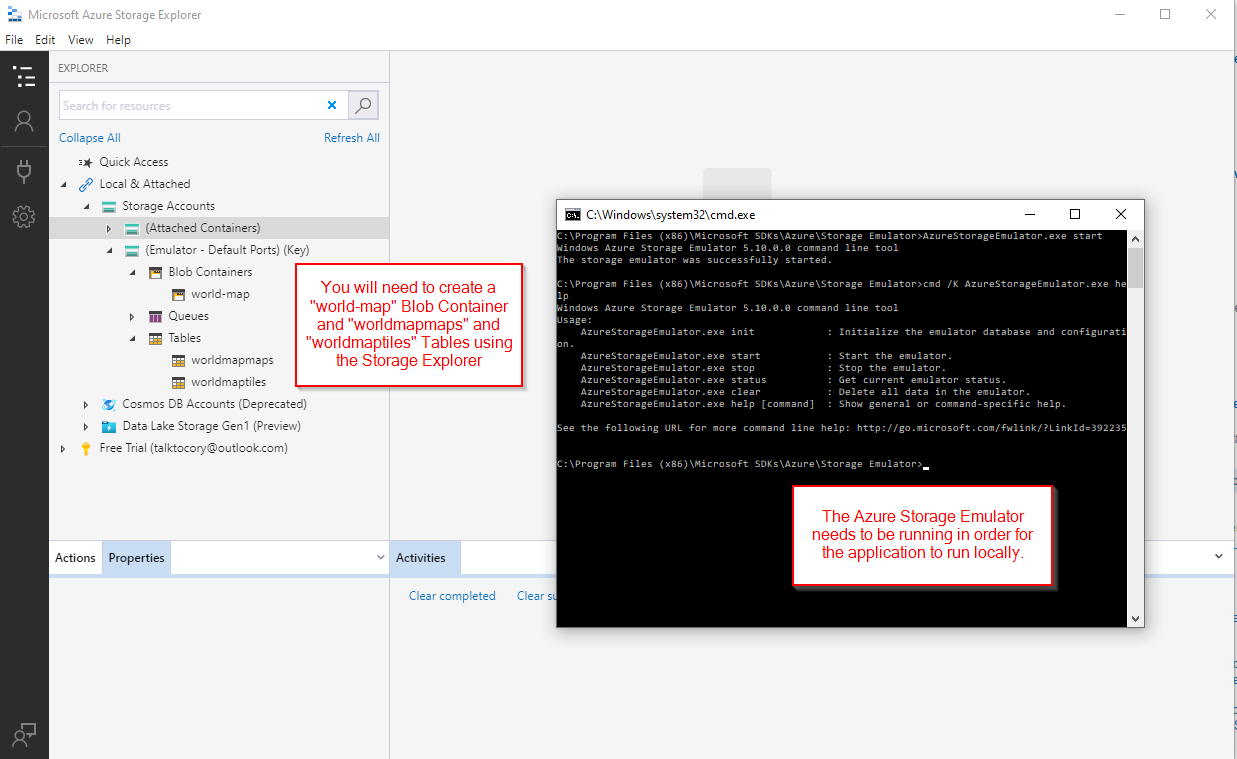 Microsoft Azure Storage Explorer
File Edit View Help
EXPLORER
Search for resources
Collapse All
Refresh All
Quick Access
Local & Attached
Storage Accounts
(Attached Containers)
(Emulator - Default Ports) (Key)
Blob Containers
world-map
Queues
Tables
worldmapmaps
worldmaptiles
Cosmos DB Accounts (Deprecated)
Data Lake Storage Gen1 (Preview)
Free Trial (talktocory@outlook.com)
You will need to create a
"world-map" Blob Container
and "worldmapmaps" and
"worldmaptiles" Tables using
the Storage Explorer
Actions
Properties
Activities
Clear completed
Clear su
C:\Windows\system32\cmd.exe
C:\Program Files (x86)\Microsoft SDKs\Azure\Storage Emulator>AzureStorageEmulator.exe start
Windows Azure Storage Emulator 5.10.0.0 command line tool
The storage emulator was successfully started.
C:\Program Files (x86)\Microsoft SDKs\Azure\Storage Emulator>cmd /K AzureStorageEmulator.exe he
lp
Windows Azure Storage Emulator 5.10.0.0 command line tool
Usage:
AzureStorageEmulator.exe init : Initialize the emulator database and configurati
on.
AzureStorageEmulator.exe start : Start the emulator.
AzureStorageEmulator.exe stop : Stop the emulator.
AzureStorageEmulator.exe status : Get current emulator status.
AzureStorageEmulator.exe clear : Delete all data in the emulator.
AzureStorageEmulator.exe help [command] : Show general or command-specific help.
See the following URL for more command line help: http://go.microsoft.com/fwlink/?LinkId=392235
C:\Program Files (x86)\Microsoft SDKs\Azure\Storage Emulator>
The Azure Storage Emulator
needs to be running in order for
the application to run locally.